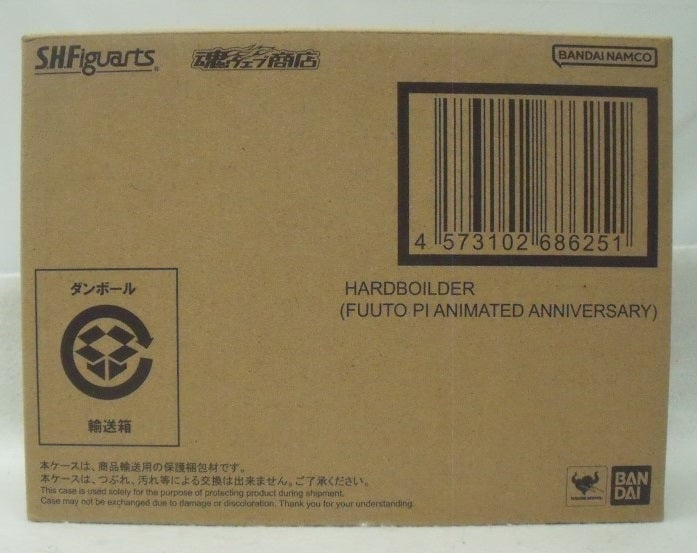 S.H.Figuarts
魂ウェブ商店
BANDAI NAMCO
4 573102 686251
HARDBOILDER
(FUUTO PI ANIMATED ANNIVERSARY)
ダンボール
輸送箱
本ケースは、商品輸送用の保護梱包材です。
本ケースは、つぶれ、汚れ等による交換は出来ません。ご了承ください。
This case is used solely for the purpose of protecting product during shipment.
Case may not be exchanged due to damage or discoloration. Thank you for your understanding.
BAN
DAI